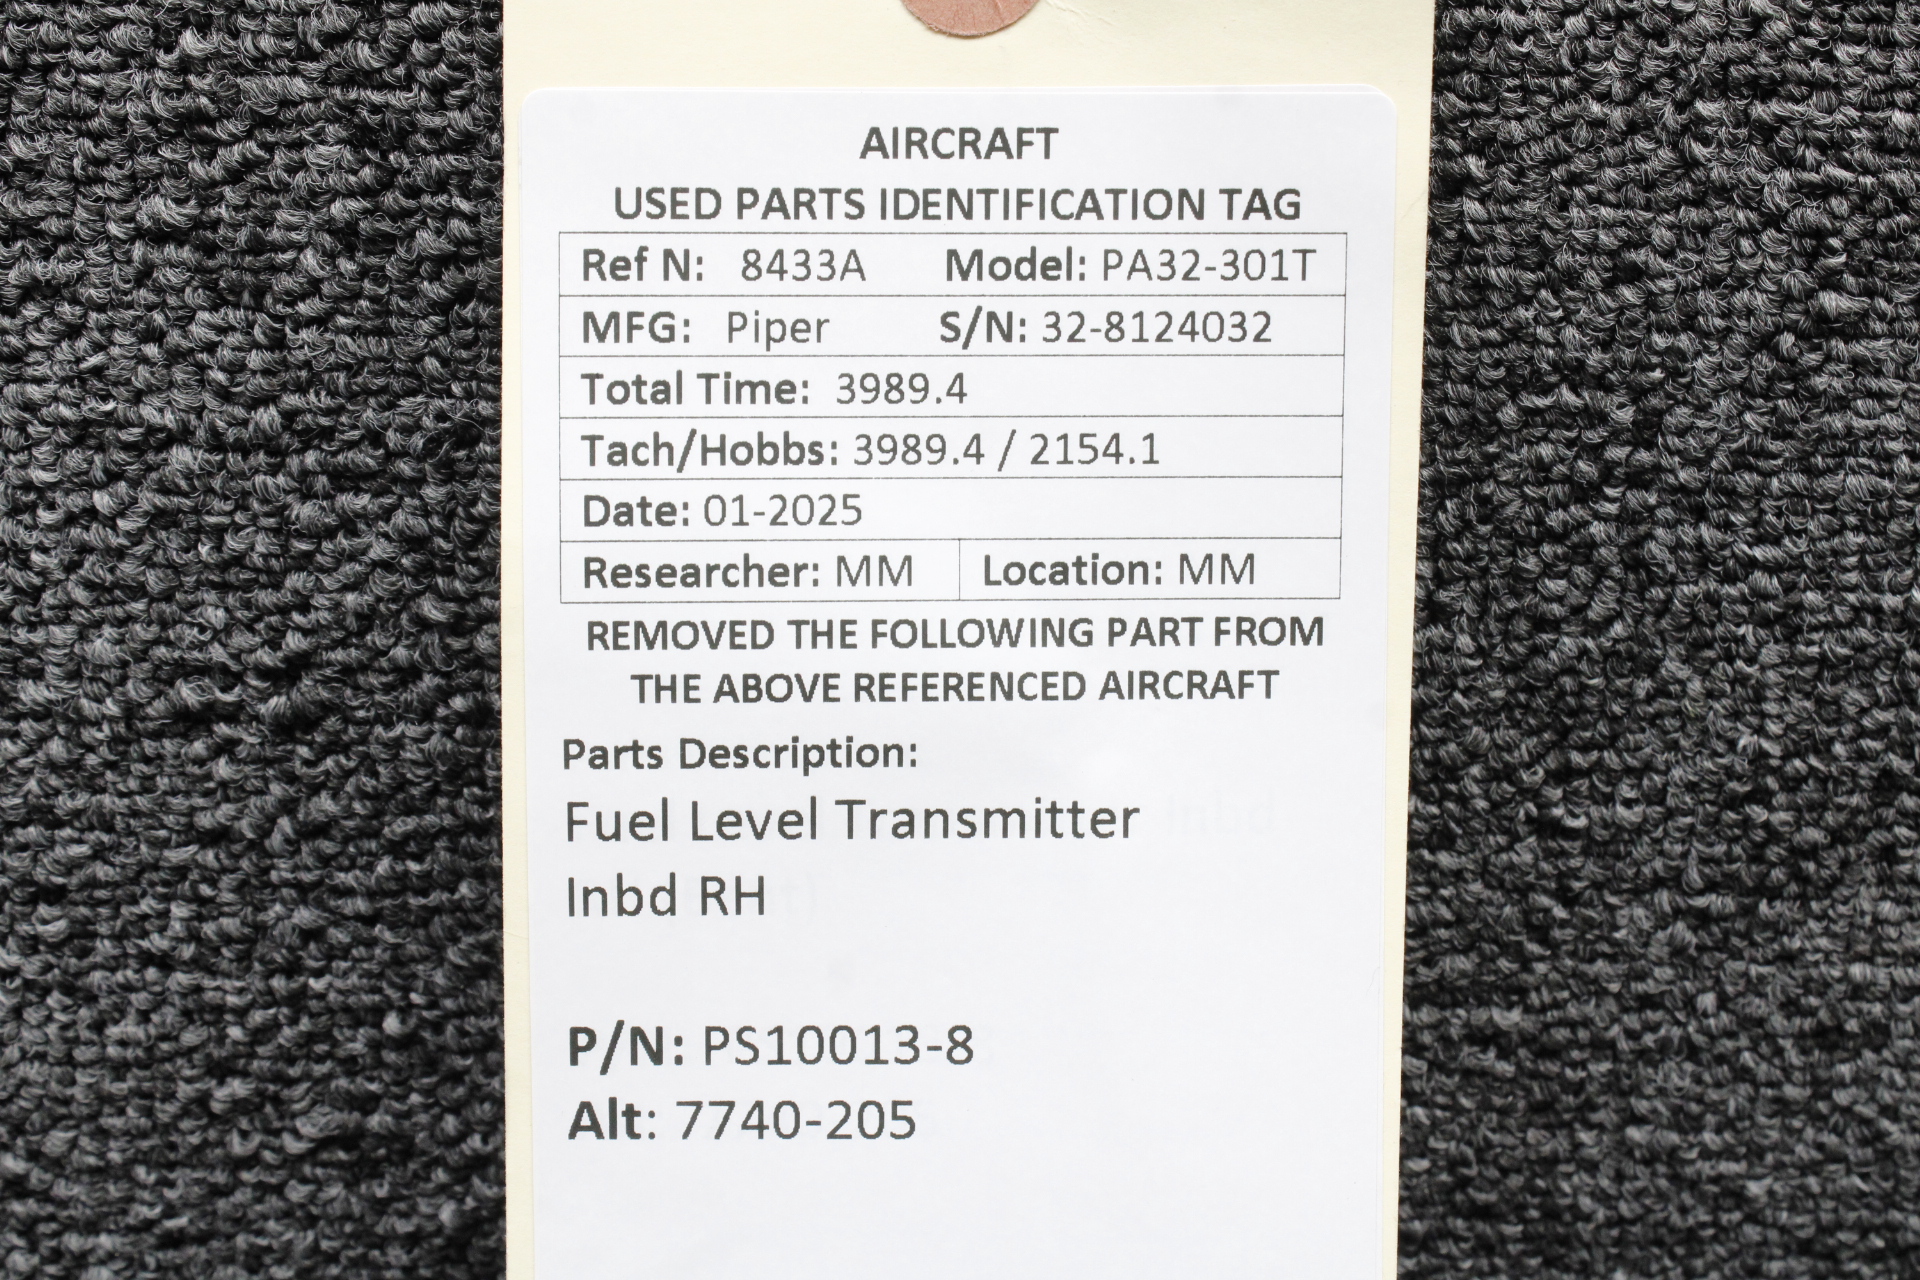 AIRCRAFT
USED PARTS IDENTIFICATION TAG
Ref N: 8433A Model: PA32-301T
MFG: Piper S/N: 32-8124032
Total Time: 3989.4
Tach/Hobbs: 3989.4 / 2154.1
Date: 01-2025
Researcher: MM Location: MM
REMOVED THE FOLLOWING PART FROM
THE ABOVE REFERENCED AIRCRAFT
Parts Description:
Fuel Level Transmitter
Inbd RH
P/N: PS10013-8
Alt: 7740-205